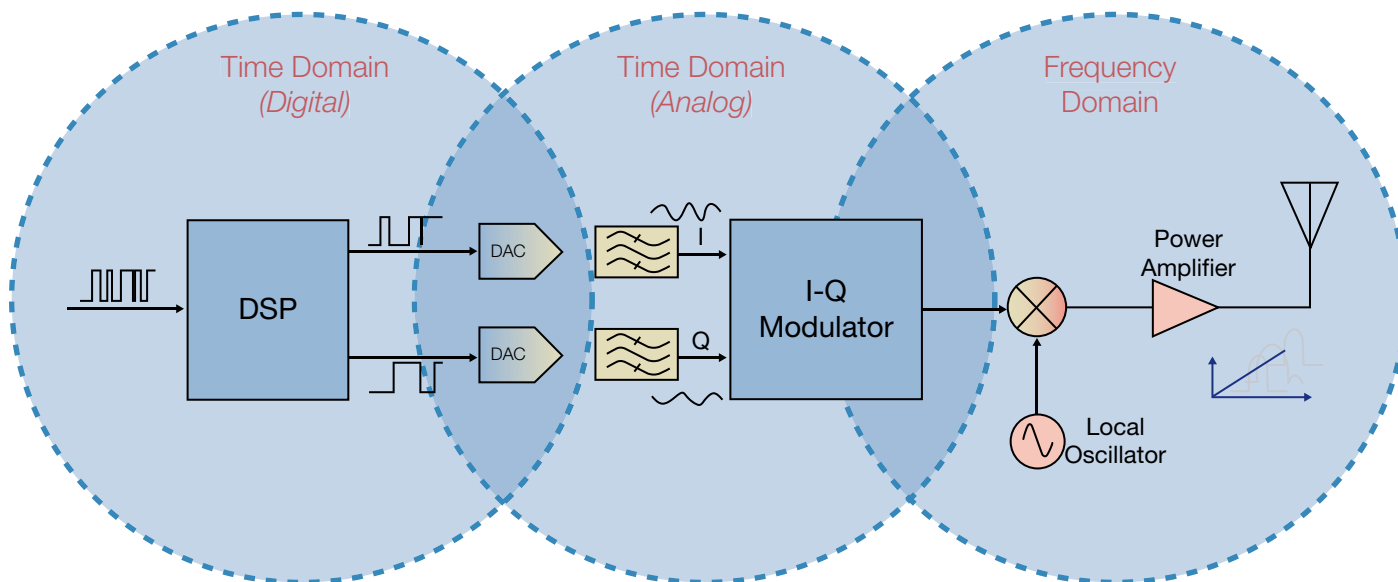 Time Domain
(Digital)
Time Domain
(Analog)
Frequency
Domain
DSP
DAC
DAC
I
Q
I-Q
Modulator
Power
Amplifier
Local
Oscillator